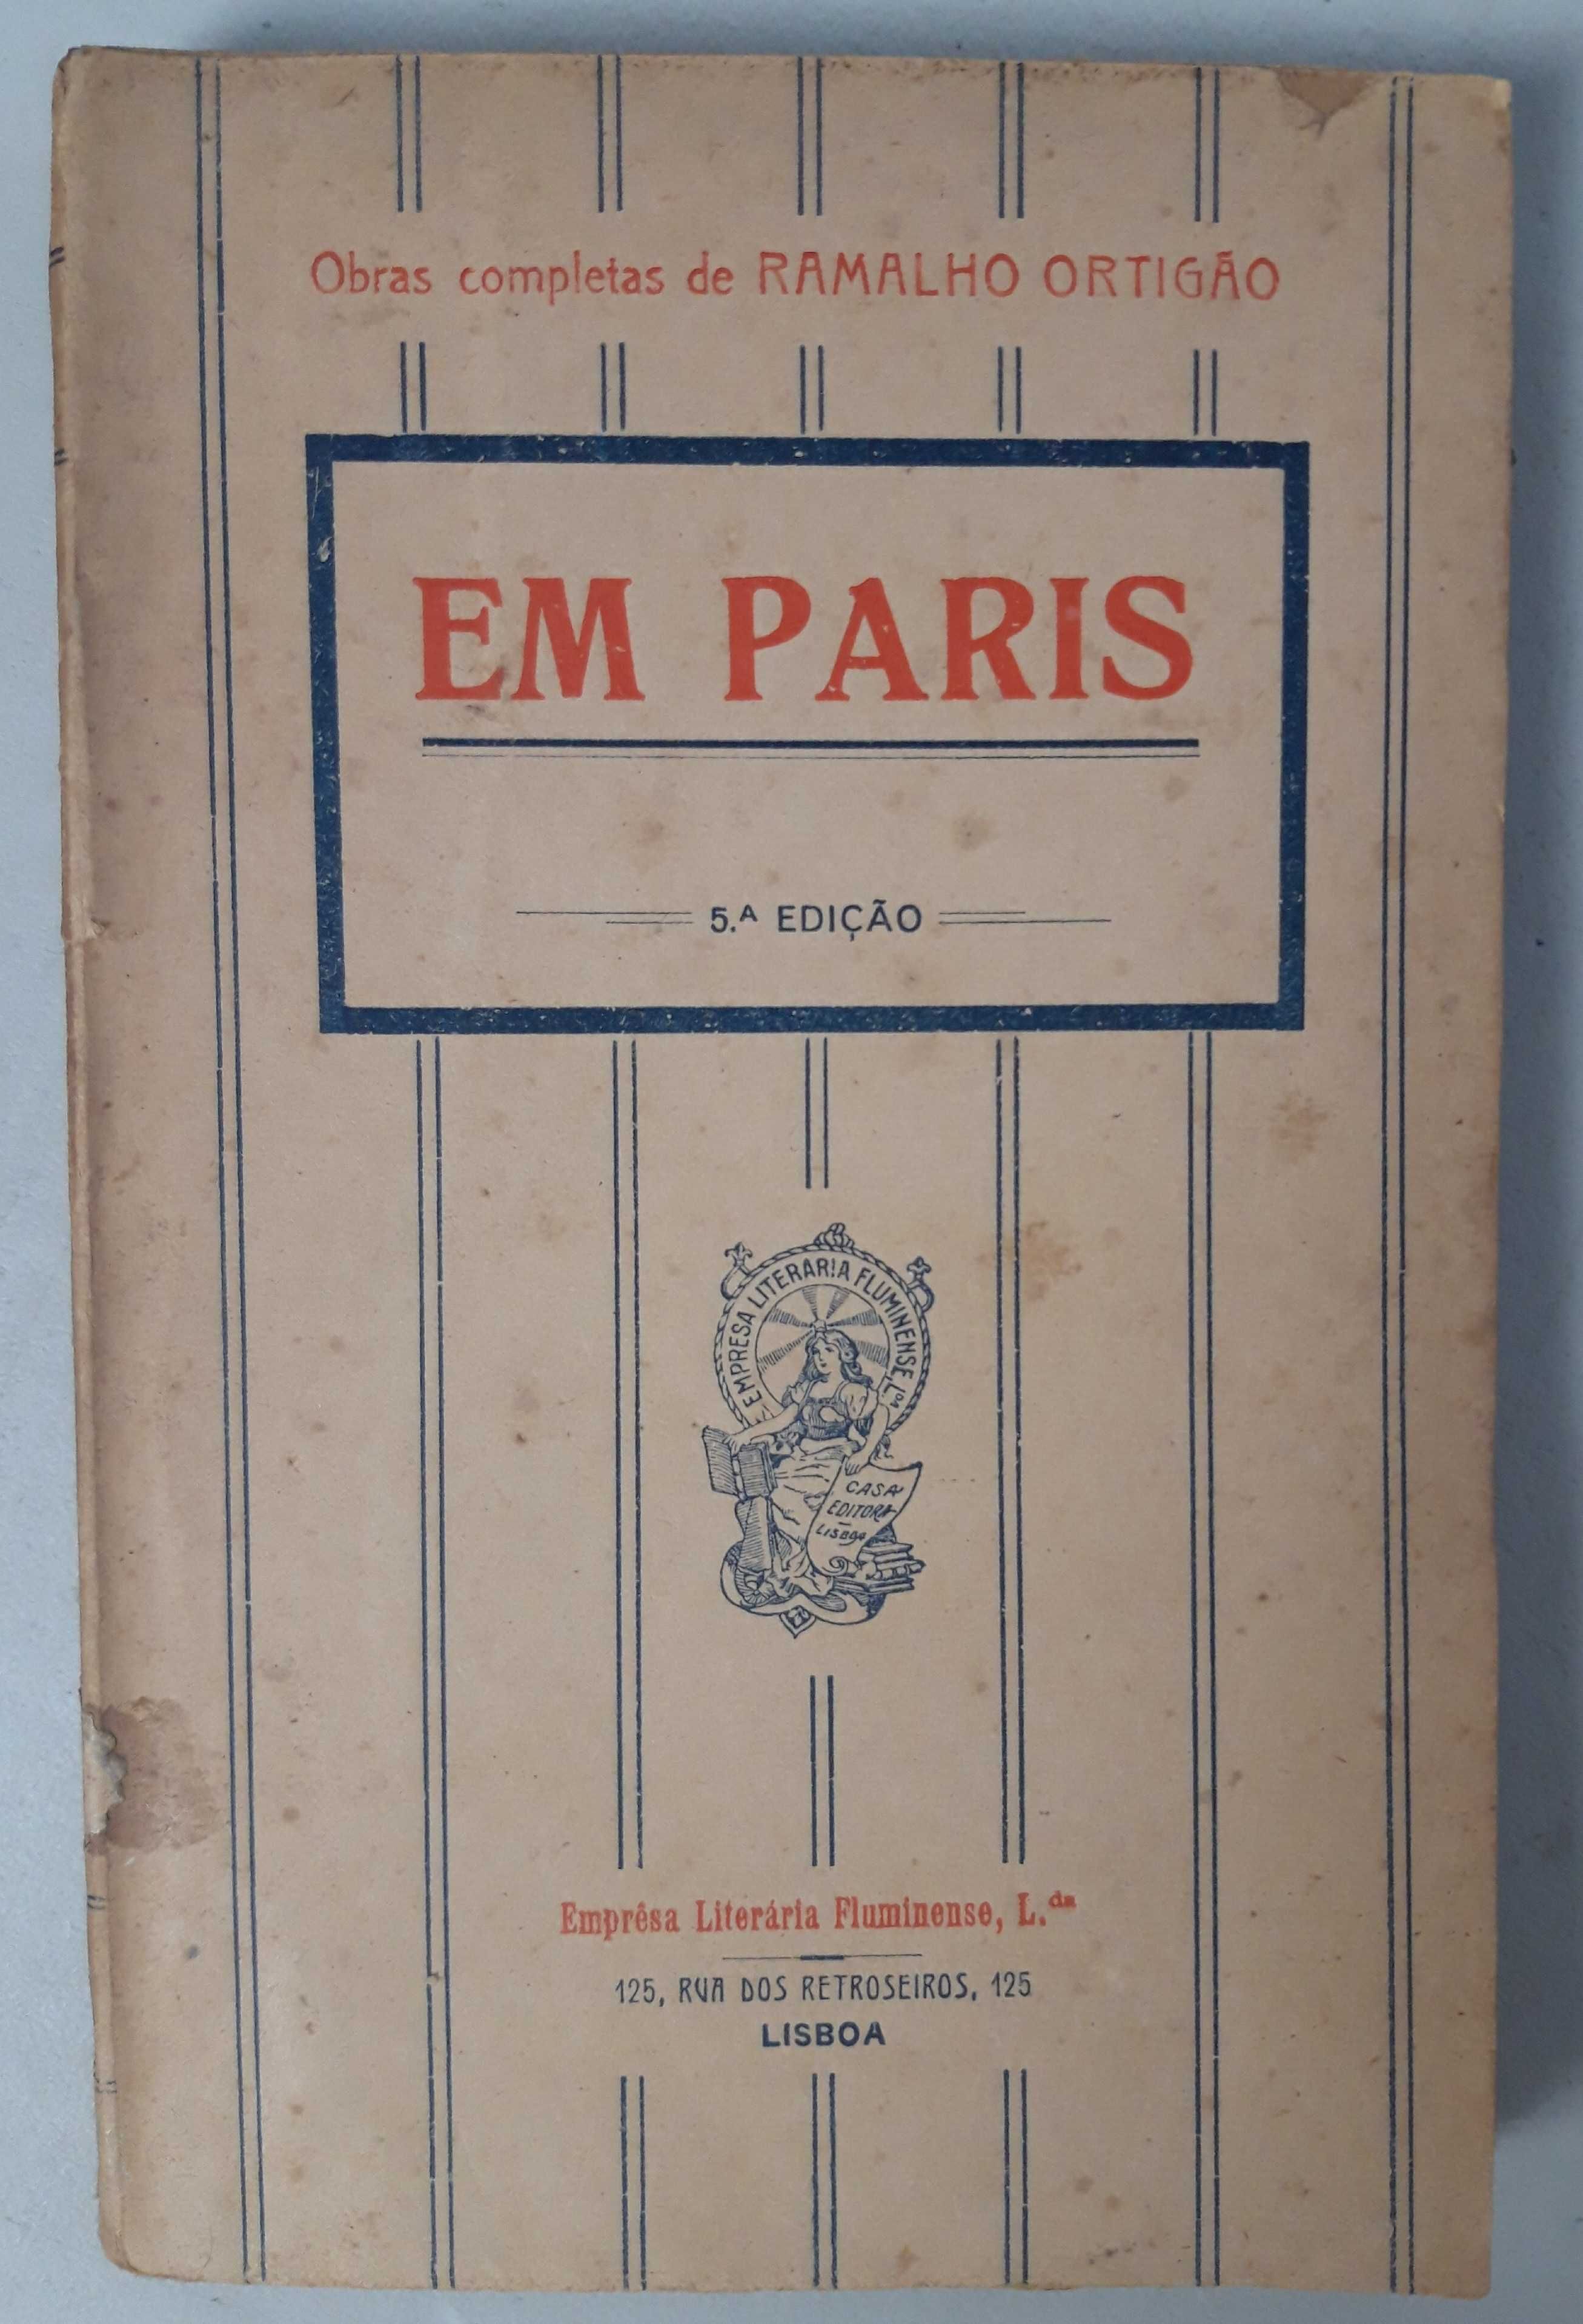 Obras completas de RAMALHO ORTIGÃO
EM PARIS
5.ª EDIÇÃO
EMPRESA LITERARIA FLUMINENSE L.DA
CASA
EDITORA
LISBOA
Emprêsa Literária Fluminense, L.da
125, RUA DOS RETROSEIROS, 125
LISBOA